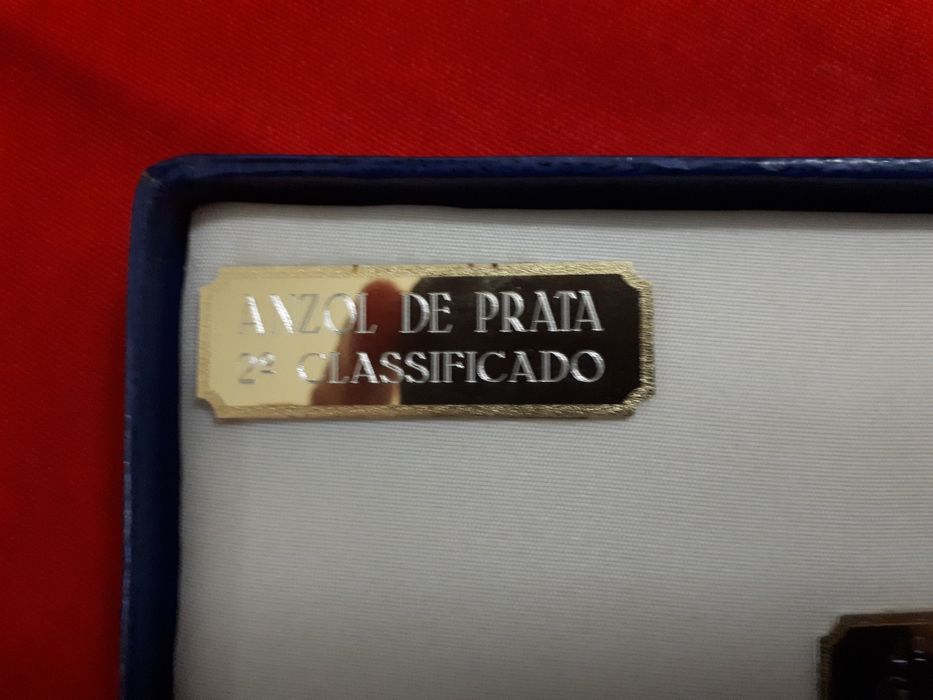 ANZOL DE PRATA
2º CLASSIFICADO